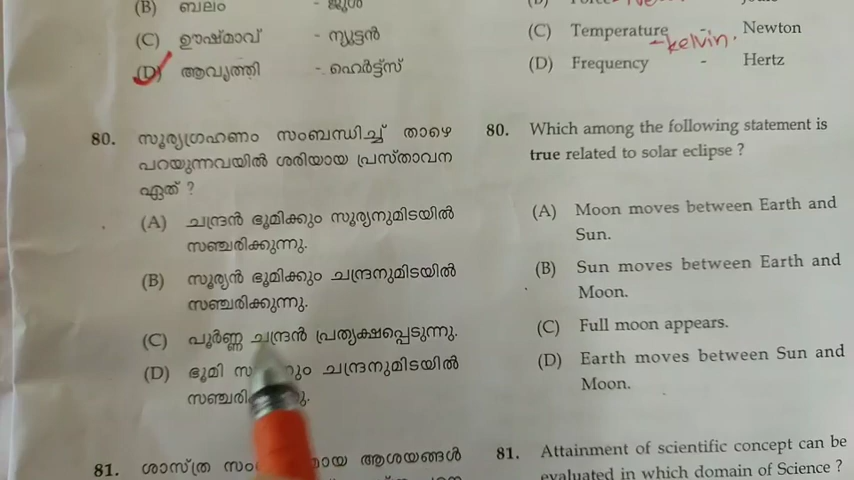 (B) ബലം - ജൂൾ
(C) ഊഷ്മാവ് - ന്യൂട്ടൻ
(D) ആവൃത്തി - ഹെർട്ട്സ്
80. സൂര്യഗ്രഹണം സംബന്ധിച്ച് താഴെ
പറയുന്നവയിൽ ശരിയായ പ്രസ്താവന
ഏത് ?
(A) ചന്ദ്രൻ ഭൂമിക്കും സൂര്യനുമിടയിൽ
സഞ്ചരിക്കുന്നു.
(B) സൂര്യൻ ഭൂമിക്കും ചന്ദ്രനുമിടയിൽ
സഞ്ചരിക്കുന്നു.
(C) പൂർണ്ണ ചന്ദ്രൻ പ്രത്യക്ഷപ്പെടുന്നു.
(D) ഭൂമി ചന്ദ്രനുമിടയിൽ
81. ശാസ്ത്ര ആശയങ്ങൾ
(C) Temperature - Newton
-kelvin.
(D) Frequency - Hertz
80. Which among the following statement is
true related to solar eclipse ?
(A) Moon moves between Earth and
Sun.
(B) Sun moves between Earth and
Moon.
(C) Full moon appears.
(D) Earth moves between Sun and
Moon.
81. Attainment of scientific concept can be
evaluated in which domain of Science ?